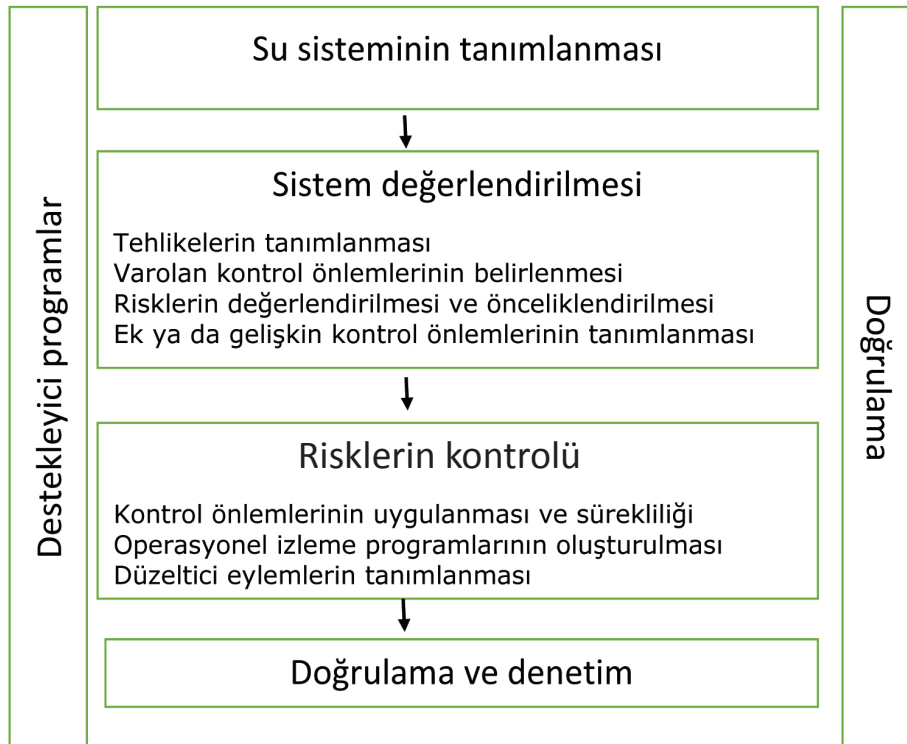 Su sisteminin tanımlanması
Sistem değerlendirilmesi
Tehlikelerin tanımlanması
Varolan kontrol önlemlerinin belirlenmesi
Risklerin değerlendirilmesi ve önceliklendirilmesi
Ek ya da gelişkin kontrol önlemlerinin tanımlanması
Risklerin kontrolü
Kontrol önlemlerinin uygulanması ve sürekliliği
Operasyonel izleme programlarının oluşturulması
Düzeltici eylemlerin tanımlanması
Doğrulama ve denetim
Destekleyici programlar
Doğrulama